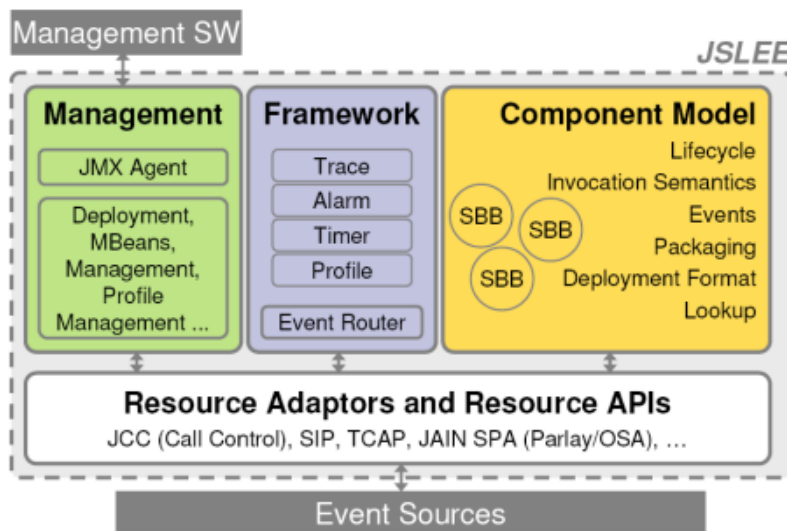 Management SW
JSLEE
Management
JMX Agent
Deployment,
MBeans,
Management,
Profile
Management ...
Framework
Trace
Alarm
Timer
Profile
Event Router
Component Model
Lifecycle
Invocation Semantics
Events
Packaging
Deployment Format
Lookup
SBB
SBB
SBB
Resource Adaptors and Resource APIs
JCC (Call Control), SIP, TCAP, JAIN SPA (Parlay/OSA), ...
Event Sources